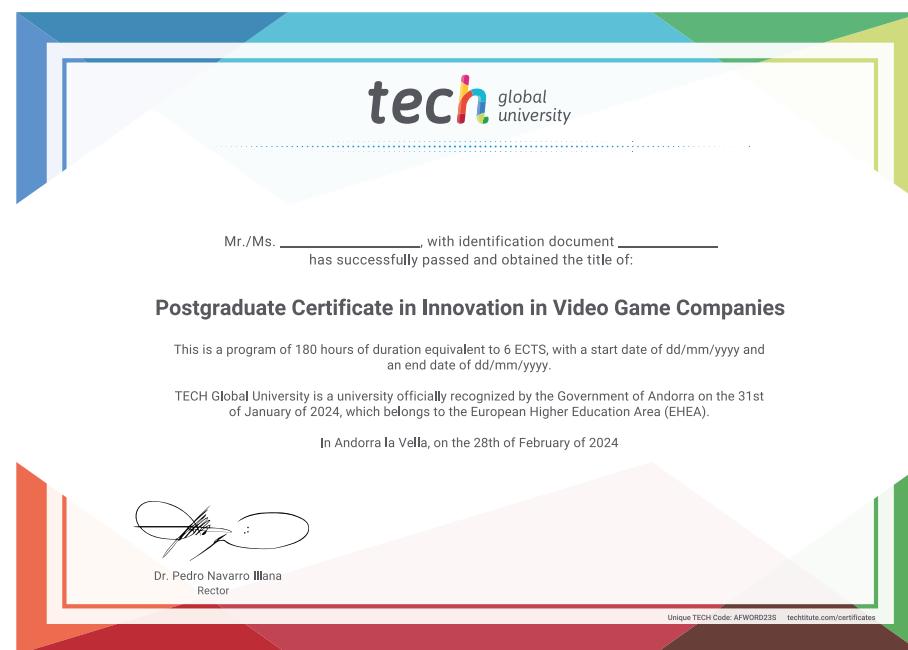 tech global
university
Mr./Ms. ____________________, with identification document ______________
has successfully passed and obtained the title of:
Postgraduate Certificate in Innovation in Video Game Companies
This is a program of 180 hours of duration equivalent to 6 ECTS, with a start date of dd/mm/yyyy and
an end date of dd/mm/yyyy.
TECH Global University is a university officially recognized by the Government of Andorra on the 31st
of January of 2024, which belongs to the European Higher Education Area (EHEA).
In Andorra la Vella, on the 28th of February of 2024
Dr. Pedro Navarro Illana
Rector
Unique TECH Code: AFWORD23S techtitute.com/certificates